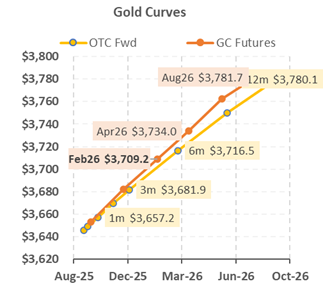 Gold Curves
OTC Fwd
GC Futures
$3,800
$3,780
$3,760
$3,740
$3,720
$3,700
$3,680
$3,660
$3,640
$3,620
Aug26 $3,781.7
12m $3,780.1
Apr26 $3,734.0
6m $3,716.5
Feb26 $3,709.2
3m $3,681.9
1m $3,657.2
Aug-25 Dec-25 Mar-26 Jun-26 Oct-26